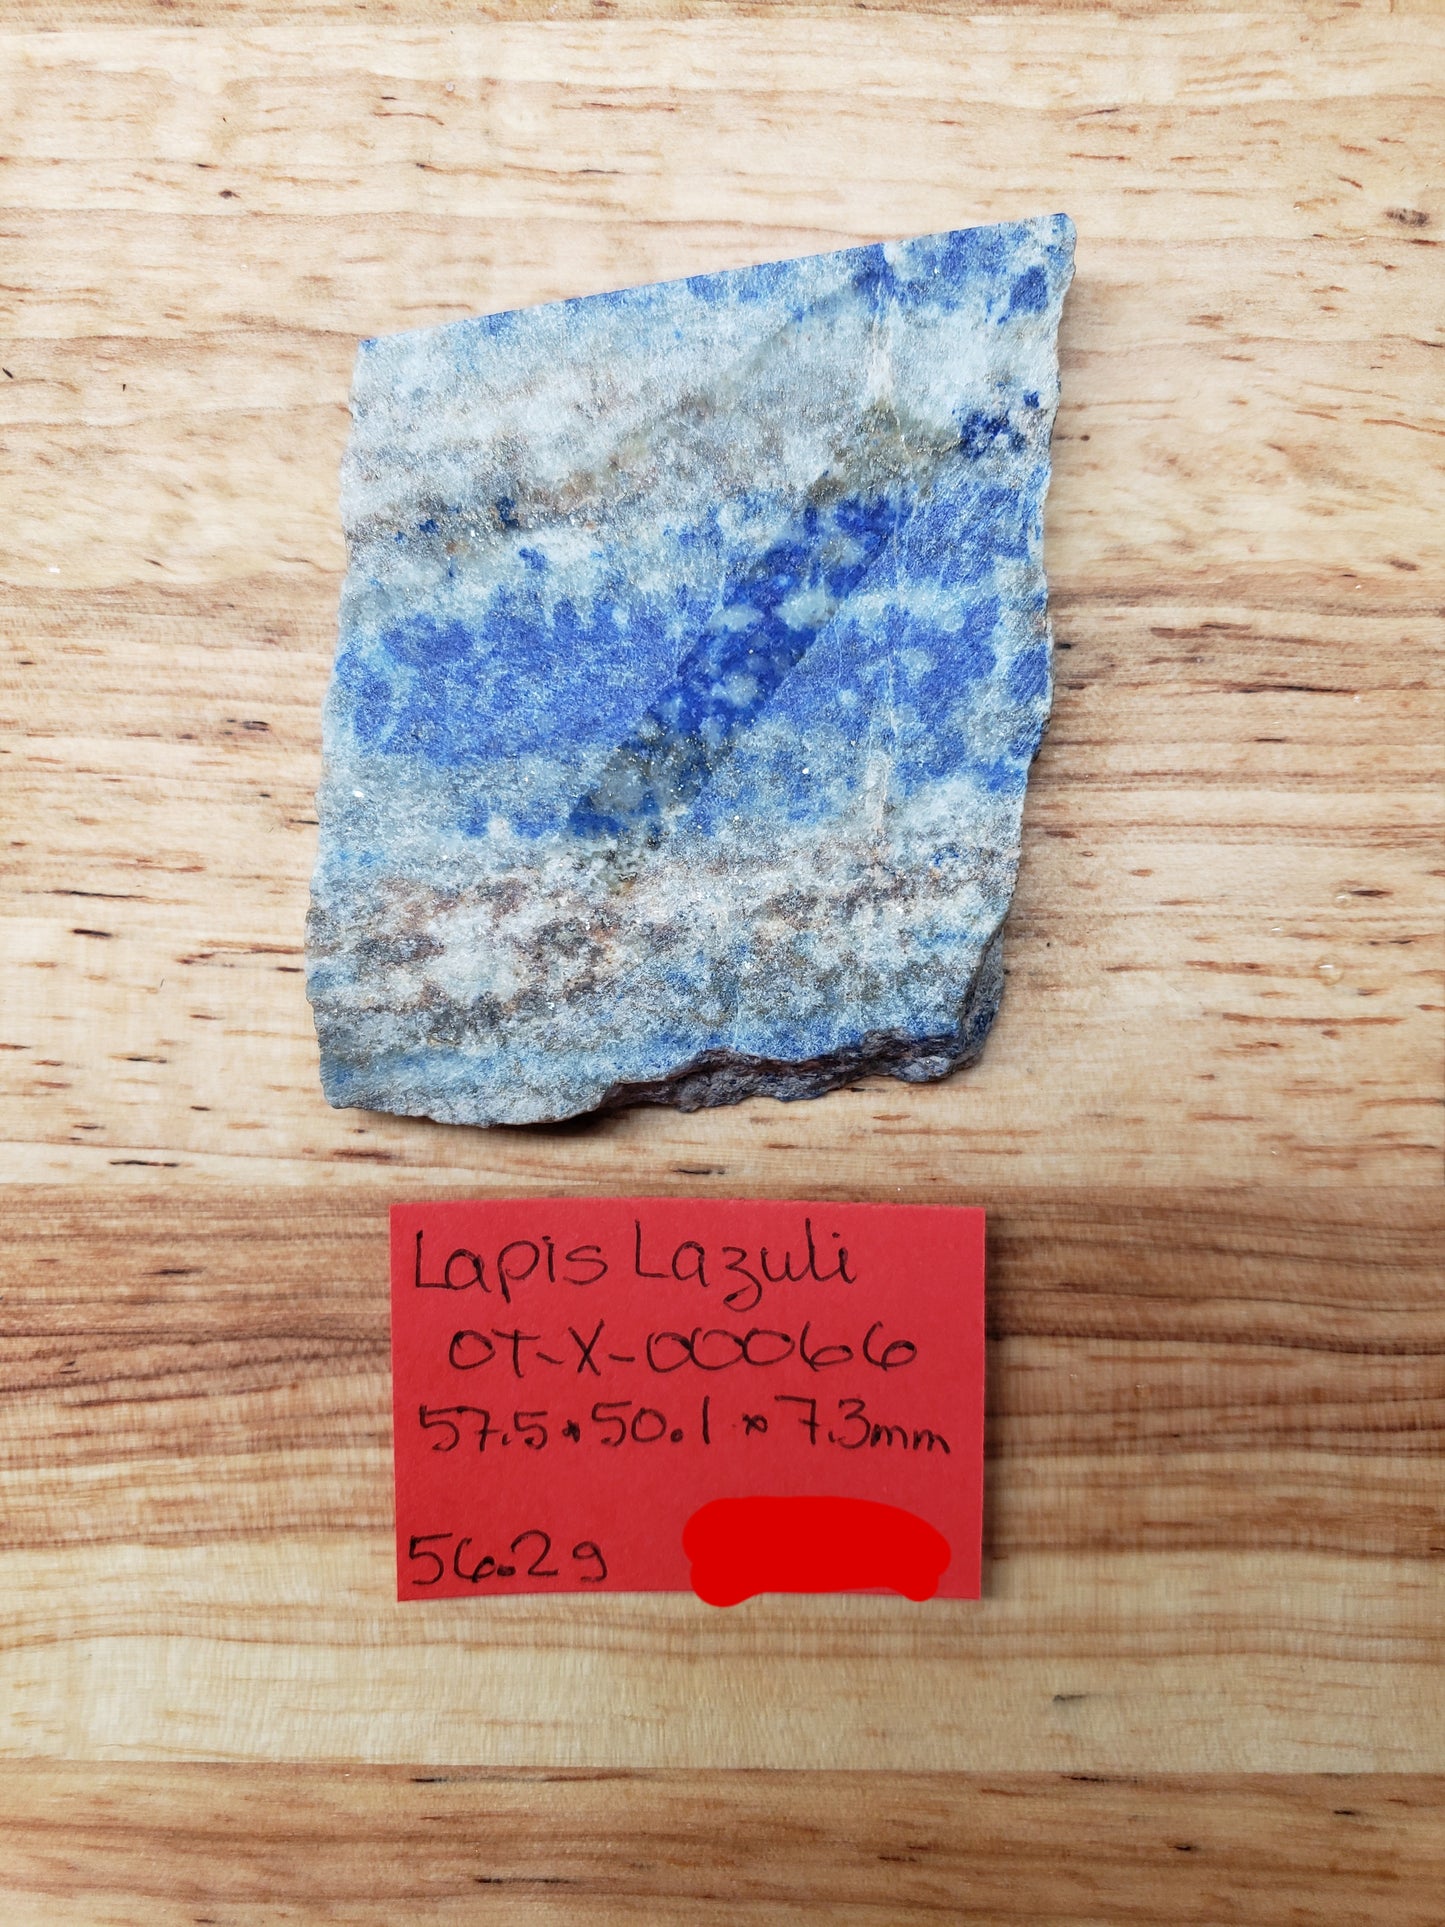 Lapis Lazuli
OT-X-00066
57.5 * 50.1 * 7.3mm
56.2g